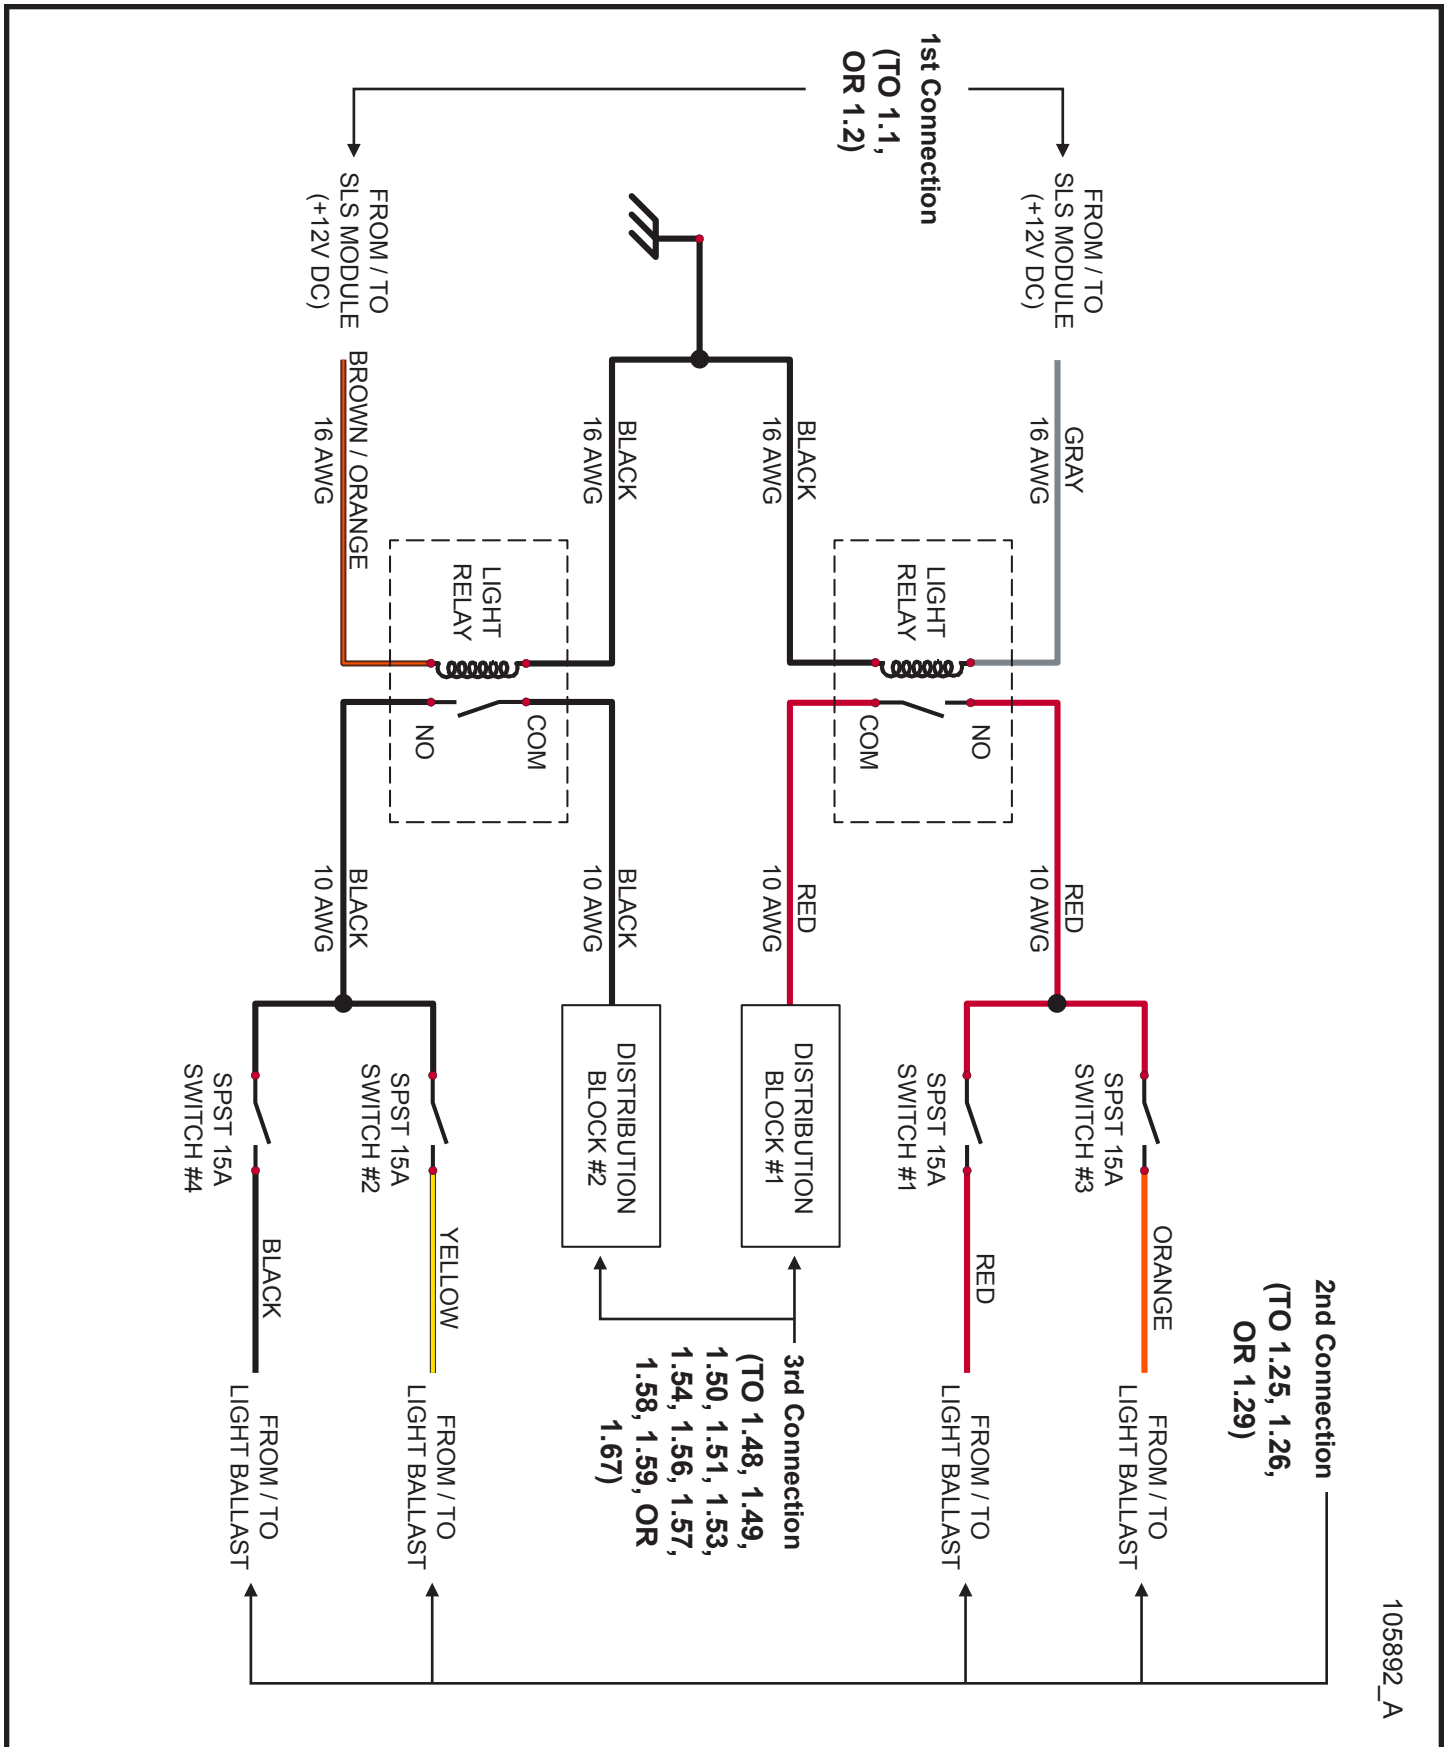 105892_A
1st Connection
(TO 1.1,
OR 1.2)
FROM / TO
SLS MODULE
(+12V DC)
GRAY
16 AWG
LIGHT
RELAY
NO
COM
RED
10 AWG
SPST 15A
SWITCH #3
ORANGE
FROM / TO
LIGHT BALLAST
SPST 15A
SWITCH #1
RED
FROM / TO
LIGHT BALLAST
2nd Connection
(TO 1.25, 1.26,
OR 1.29)
BLACK
16 AWG
RED
10 AWG
DISTRIBUTION
BLOCK #1
3rd Connection
(TO 1.48, 1.49,
1.50, 1.51, 1.53,
1.54, 1.56, 1.57,
1.58, 1.59, OR
1.67)
BLACK
16 AWG
BLACK
10 AWG
DISTRIBUTION
BLOCK #2
FROM / TO
SLS MODULE
(+12V DC)
BROWN / ORANGE
16 AWG
LIGHT
RELAY
COM
NO
BLACK
10 AWG
SPST 15A
SWITCH #2
YELLOW
FROM / TO
LIGHT BALLAST
SPST 15A
SWITCH #4
BLACK
FROM / TO
LIGHT BALLAST